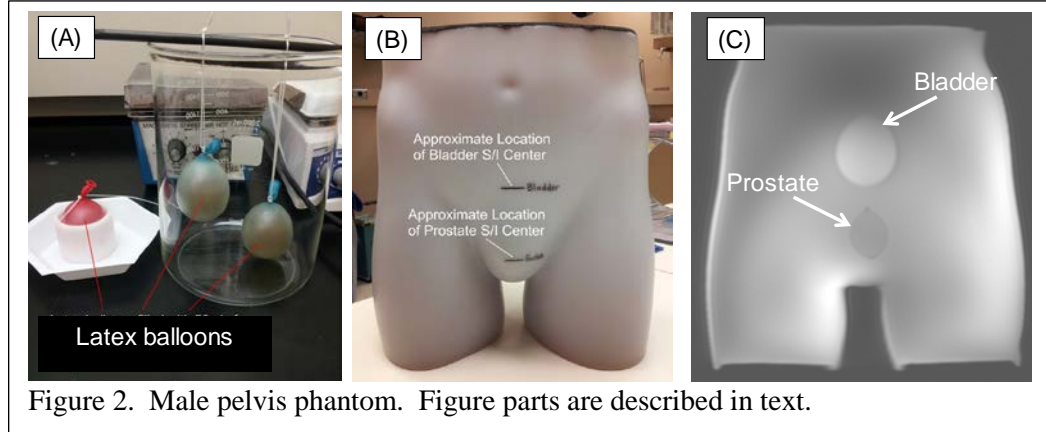 (A)
Latex balloons
(B)
Approximate Location
of Bladder S/I Center
Bladder
Approximate Location
of Prostate S/I Center
(C)
Bladder
Prostate
Figure 2.  Male pelvis phantom.  Figure parts are described in text.